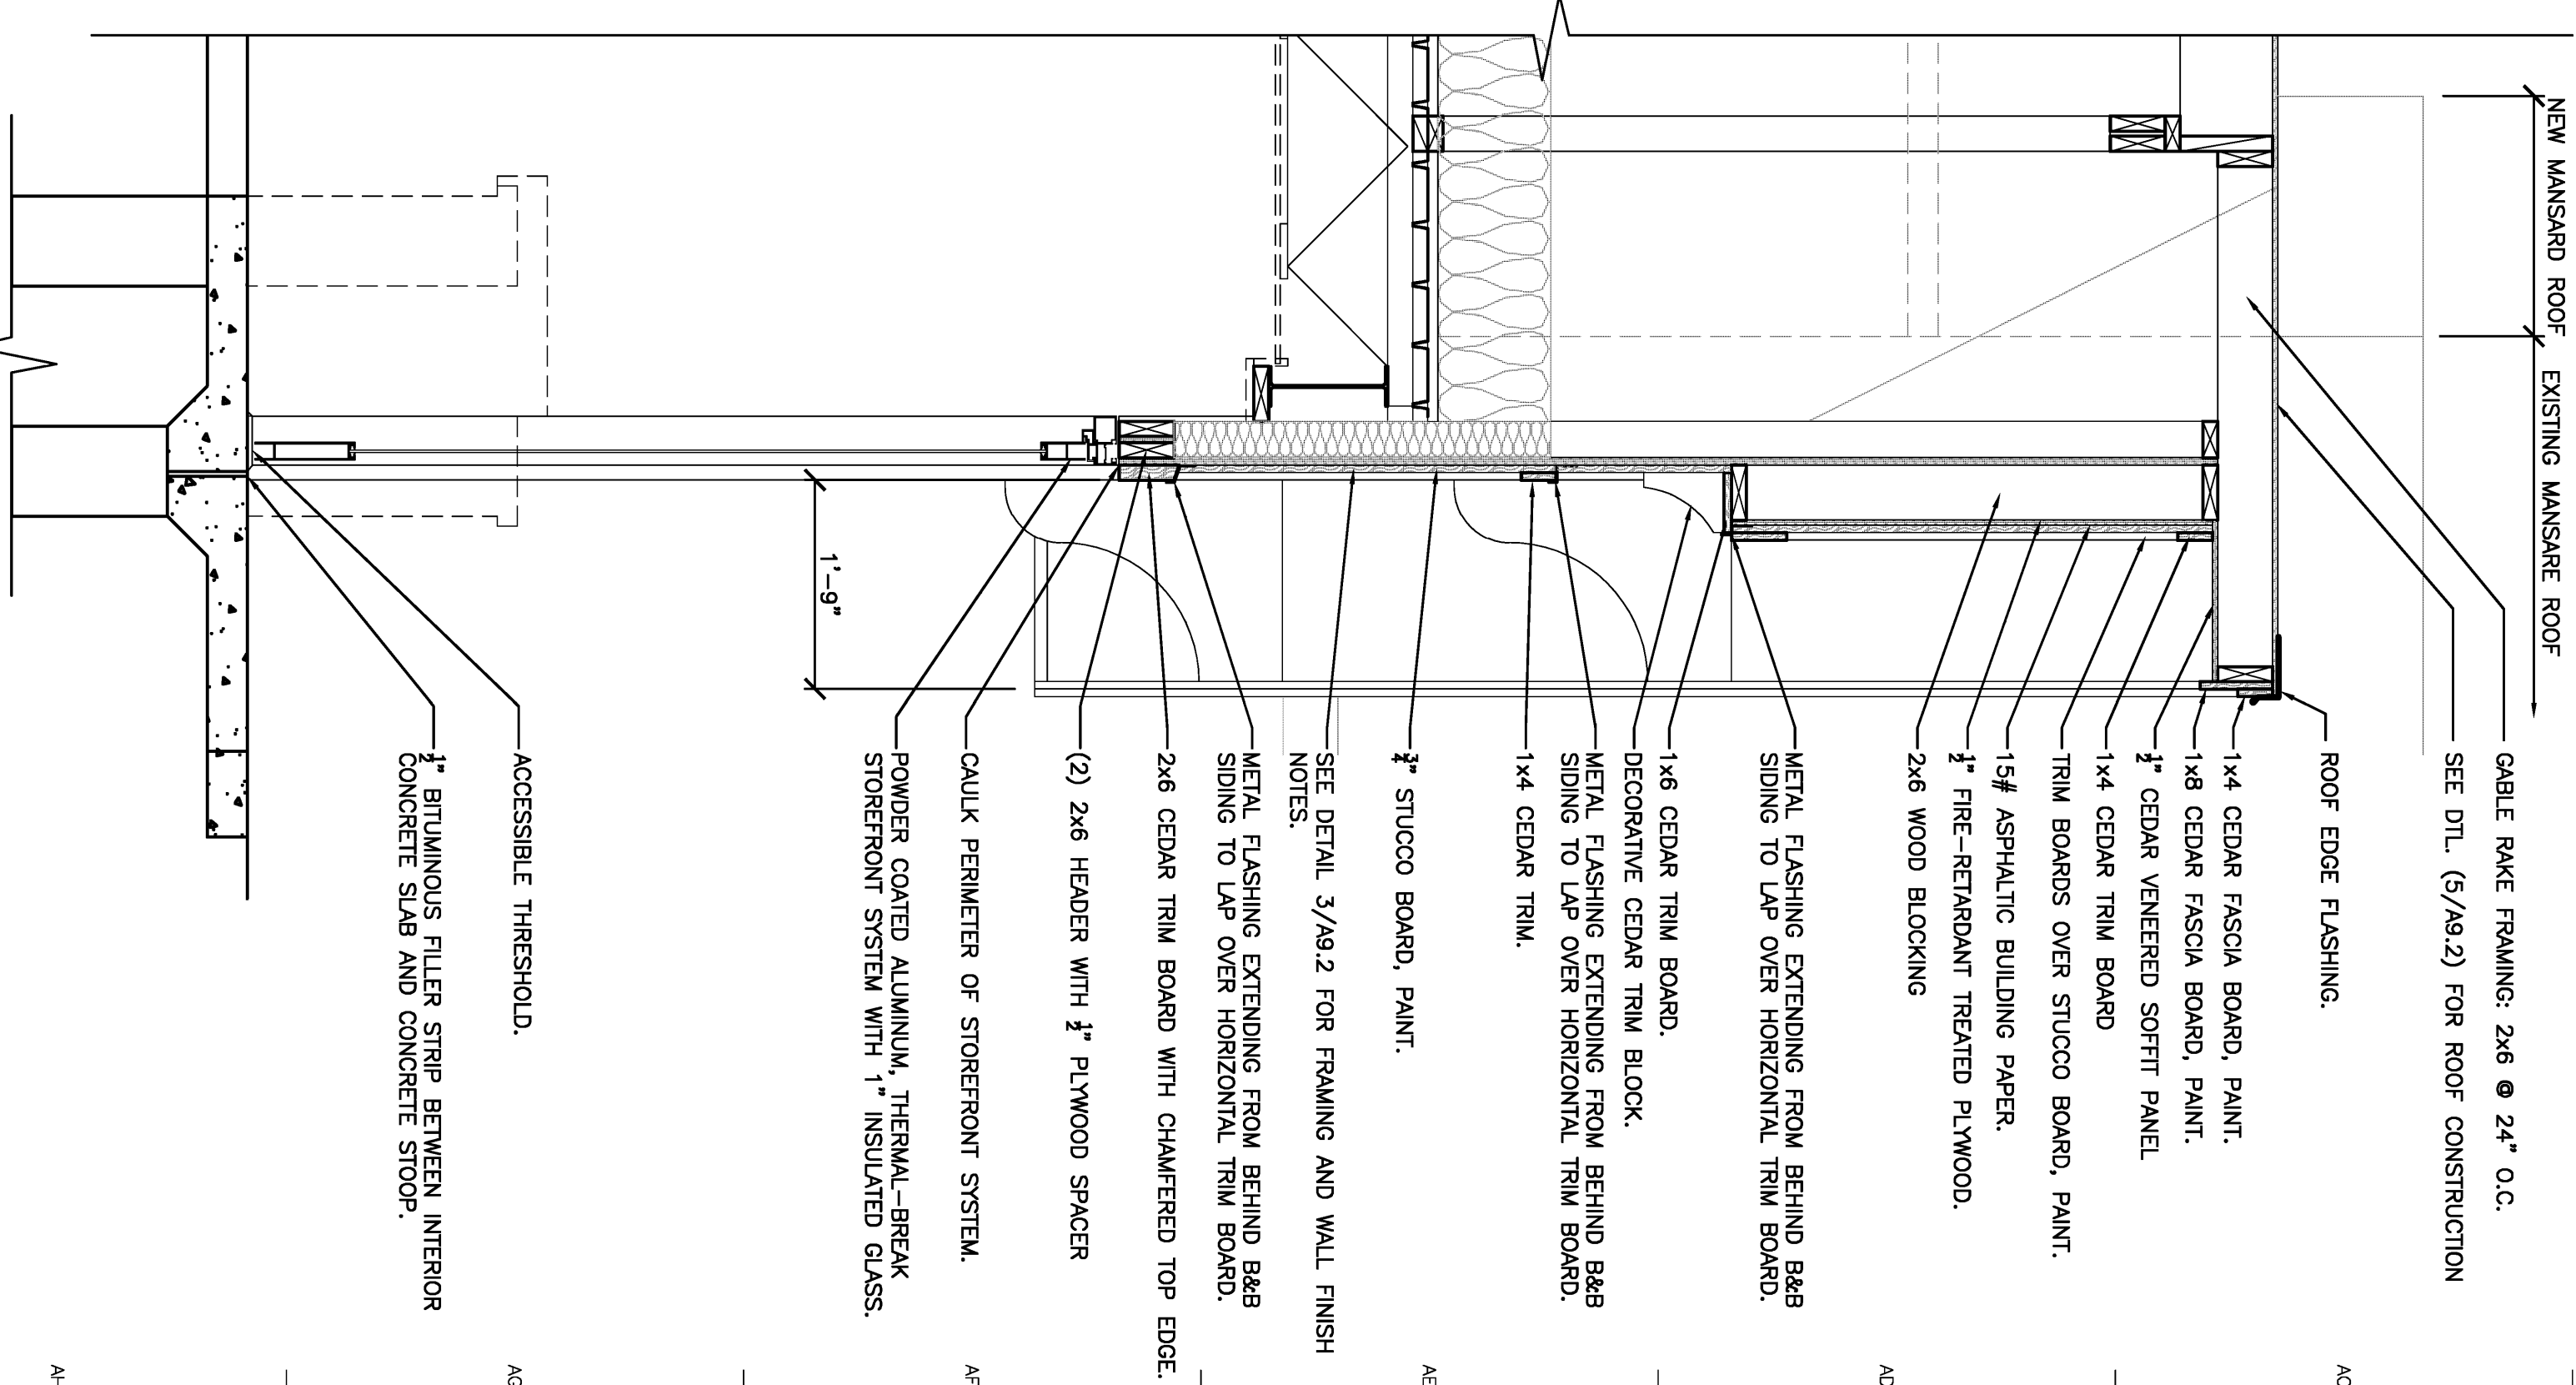 NEW MANSARD ROOF
EXISTING MANSARE ROOF
GABLE RAKE FRAMING: 2x6 @ 24" O.C.
SEE DTL. (5/A9.2) FOR ROOF CONSTRUCTION
ROOF EDGE FLASHING.
1x4 CEDAR FASCIA BOARD, PAINT.
1x8 CEDAR FASCIA BOARD, PAINT.
1/2" CEDAR VENEERED SOFFIT PANEL
1x4 CEDAR TRIM BOARD
TRIM BOARDS OVER STUCCO BOARD, PAINT.
15# ASPHALTIC BUILDING PAPER.
1/2" FIRE-RETARDANT TREATED PLYWOOD.
2x6 WOOD BLOCKING
METAL FLASHING EXTENDING FROM BEHIND B&B
SIDING TO LAP OVER HORIZONTAL TRIM BOARD.
1x6 CEDAR TRIM BOARD.
DECORATIVE CEDAR TRIM BLOCK.
METAL FLASHING EXTENDING FROM BEHIND B&B
SIDING TO LAP OVER HORIZONTAL TRIM BOARD.
1x4 CEDAR TRIM.
3/4" STUCCO BOARD, PAINT.
SEE DETAIL 3/A9.2 FOR FRAMING AND WALL FINISH
NOTES.
METAL FLASHING EXTENDING FROM BEHIND B&B
SIDING TO LAP OVER HORIZONTAL TRIM BOARD.
2x6 CEDAR TRIM BOARD WITH CHAMFERED TOP EDGE.
(2) 2x6 HEADER WITH 1/2" PLYWOOD SPACER
CAULK PERIMETER OF STOREFRONT SYSTEM.
POWDER COATED ALUMINUM, THERMAL-BREAK
STOREFRONT SYSTEM WITH 1" INSULATED GLASS.
1'-9"
ACCESSIBLE THRESHOLD.
1/2" BITUMINOUS FILLER STRIP BETWEEN INTERIOR
CONCRETE SLAB AND CONCRETE STOOP.
AC
AD
AE
AF
AG